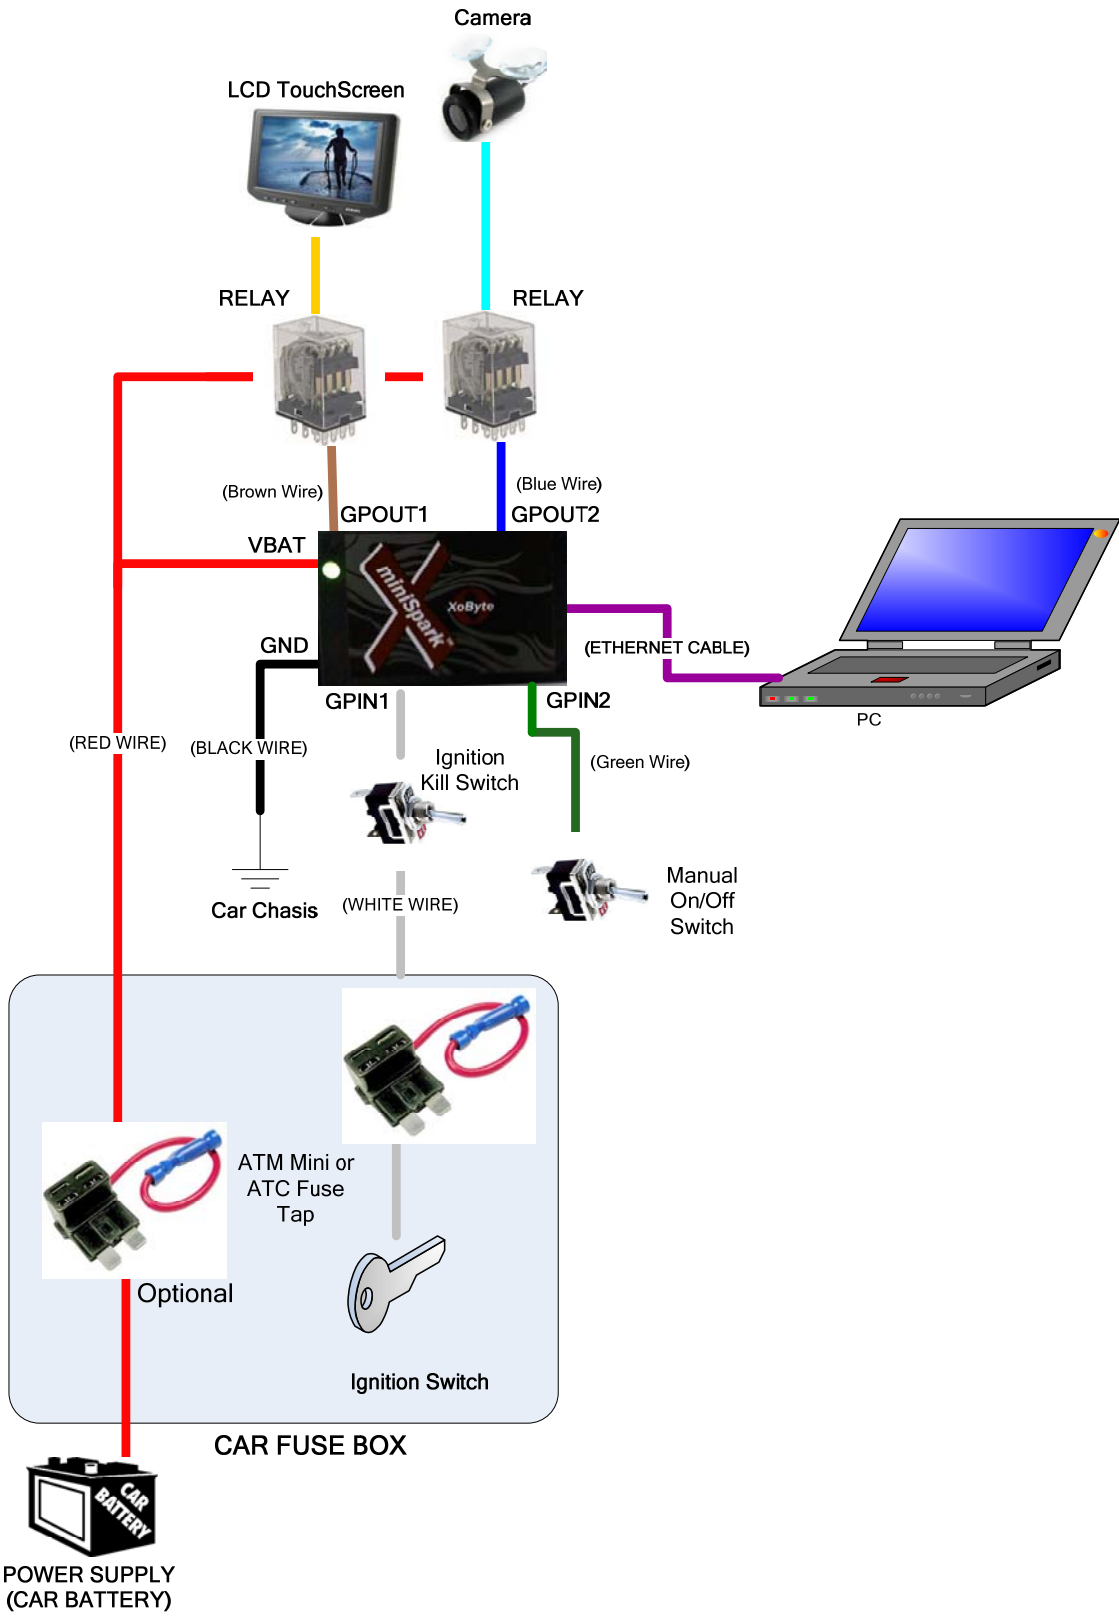 Camera
LCD TouchScreen
RELAY
RELAY
(Brown Wire)
(Blue Wire)
GPOUT1
GPOUT2
VBAT
miniSpark™
XoByte
GND
(ETHERNET CABLE)
GPIN1
GPIN2
PC
(RED WIRE)
(BLACK WIRE)
Ignition
Kill Switch
(Green Wire)
Manual
On/Off
Switch
Car Chasis
(WHITE WIRE)
ATM Mini or
ATC Fuse
Tap
Optional
Ignition Switch
CAR FUSE BOX
CAR
BATTERY
POWER SUPPLY
(CAR BATTERY)